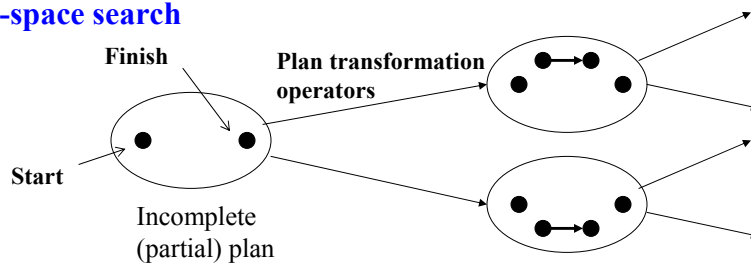 -space search
Finish
Plan transformation
operators
Start
Incomplete
(partial) plan